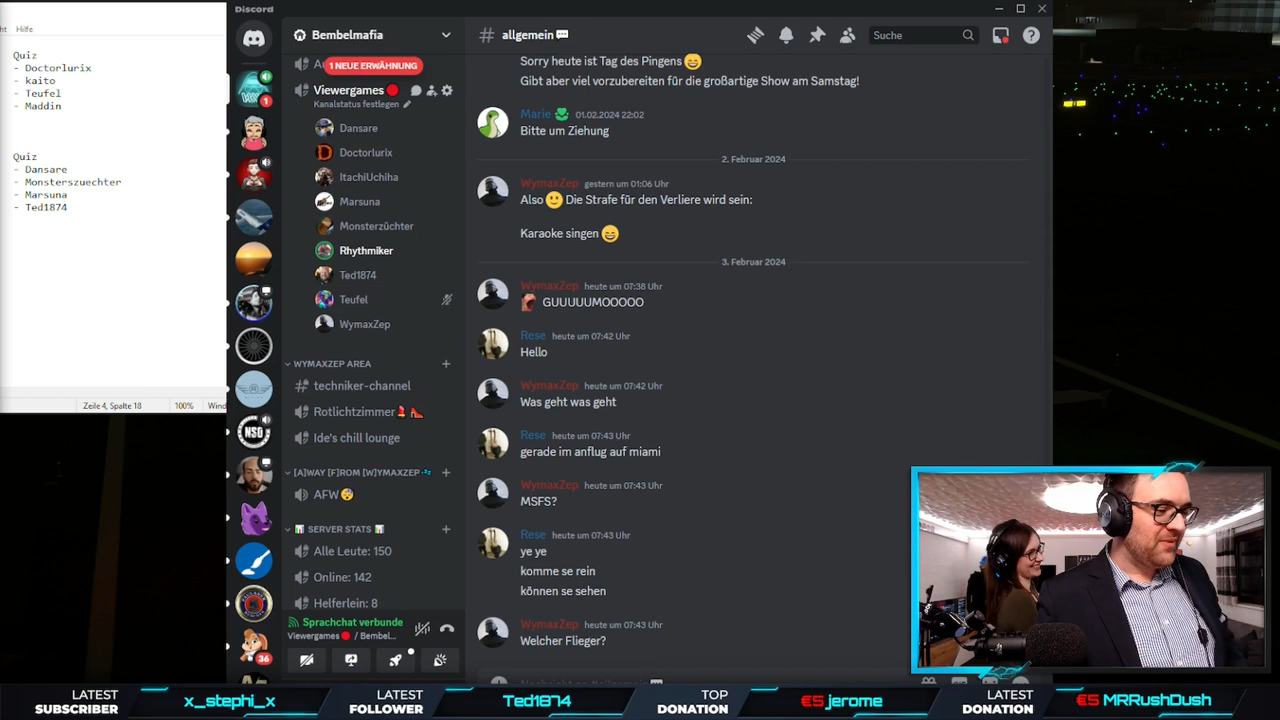 Discord
ht Hilfe
Quiz
- Doctorlurix
- kaito
- Teufel
- Maddin
Quiz
- Dansare
- Monsterszuechter
- Marsuna
- Ted1874
Zeile 4, Spalte 18 100% Wind
1
NSO
36
Bembelmafia
1 NEUE ERWÄHNUNG
Viewergames
Kanalstatus festlegen
Dansare
Doctorlurix
ItachiUchiha
Marsuna
Monsterzüchter
Rhythmiker
Ted1874
Teufel
WymaxZep
WYMAXZEP AREA
techniker-channel
Rotlichtzimmer
Ide's chill lounge
[A]WAY [F]ROM [W]YMAXZEP
AFW
SERVER STATS
Alle Leute: 150
Online: 142
Helferlein: 8
Sprachchat verbunde
Viewergames / Bembel...
# allgemein
Suche
Sorry heute ist Tag des Pingens
Gibt aber viel vorzubereiten für die großartige Show am Samstag!
Marie 01.02.2024 22:02
Bitte um Ziehung
2. Februar 2024
WymaxZep gestern um 01:06 Uhr
Also Die Strafe für den Verliere wird sein:
Karaoke singen
3. Februar 2024
WymaxZep heute um 07:38 Uhr
GUUUUUMOOOOO
Rese heute um 07:42 Uhr
Hello
WymaxZep heute um 07:42 Uhr
Was geht was geht
Rese heute um 07:43 Uhr
gerade im anflug auf miami
WymaxZep heute um 07:43 Uhr
MSFS?
Rese heute um 07:43 Uhr
ye ye
komme se rein
können se sehen
WymaxZep heute um 07:43 Uhr
Welcher Flieger?
LATEST SUBSCRIBER x_stephi_x
LATEST FOLLOWER Ted1874
TOP DONATION €5 jerome
LATEST DONATION €5 MRRushDush